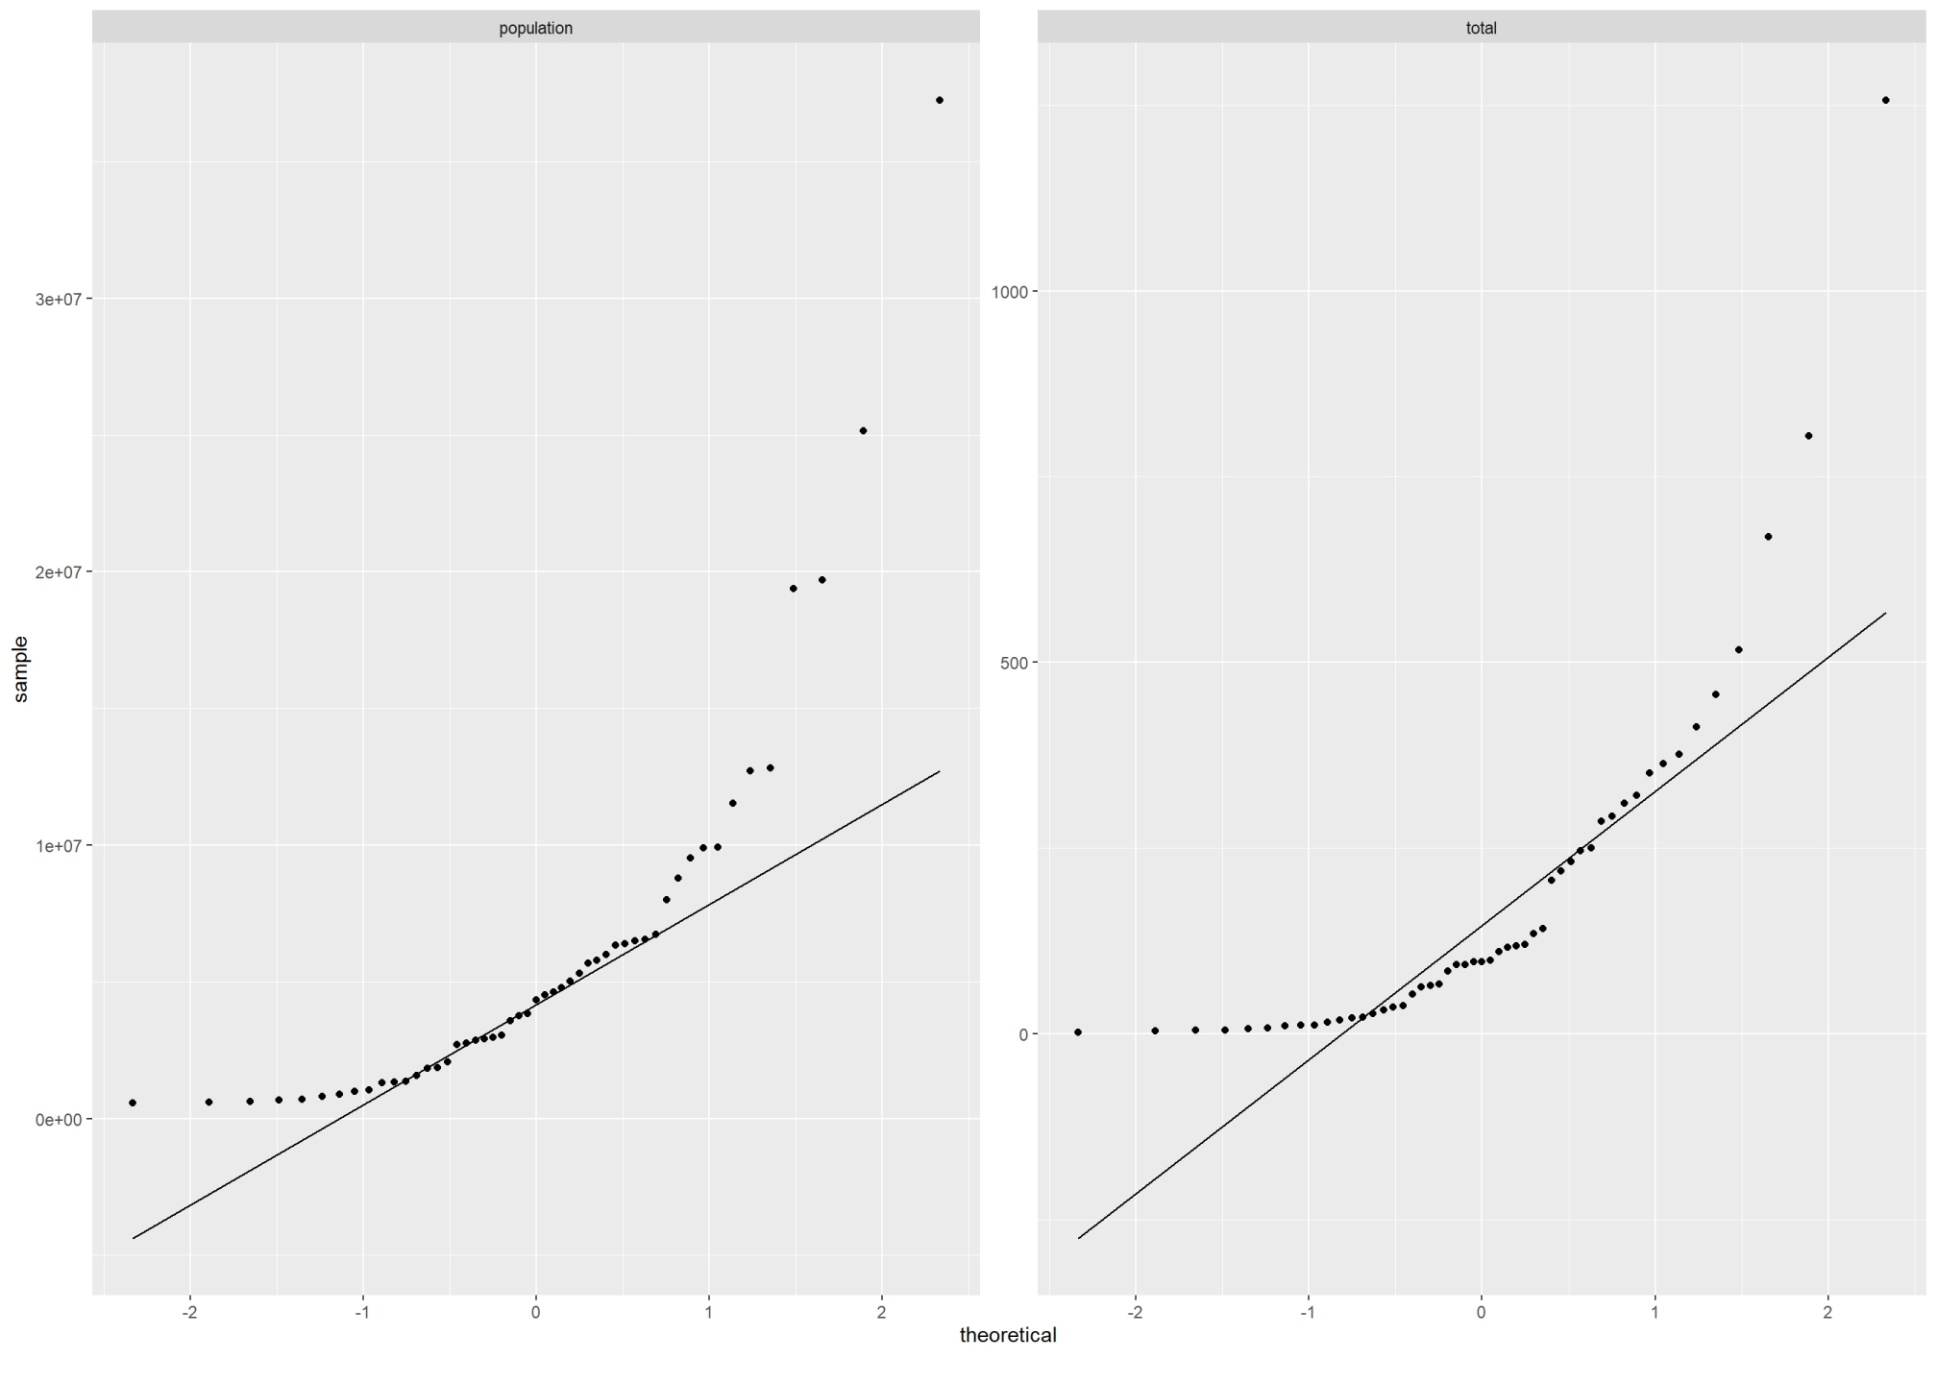 population
total
3e+07
2e+07
1e+07
0e+00
1000
500
0
sample
-2 -1 0 1 2
-2 -1 0 1 2
theoretical